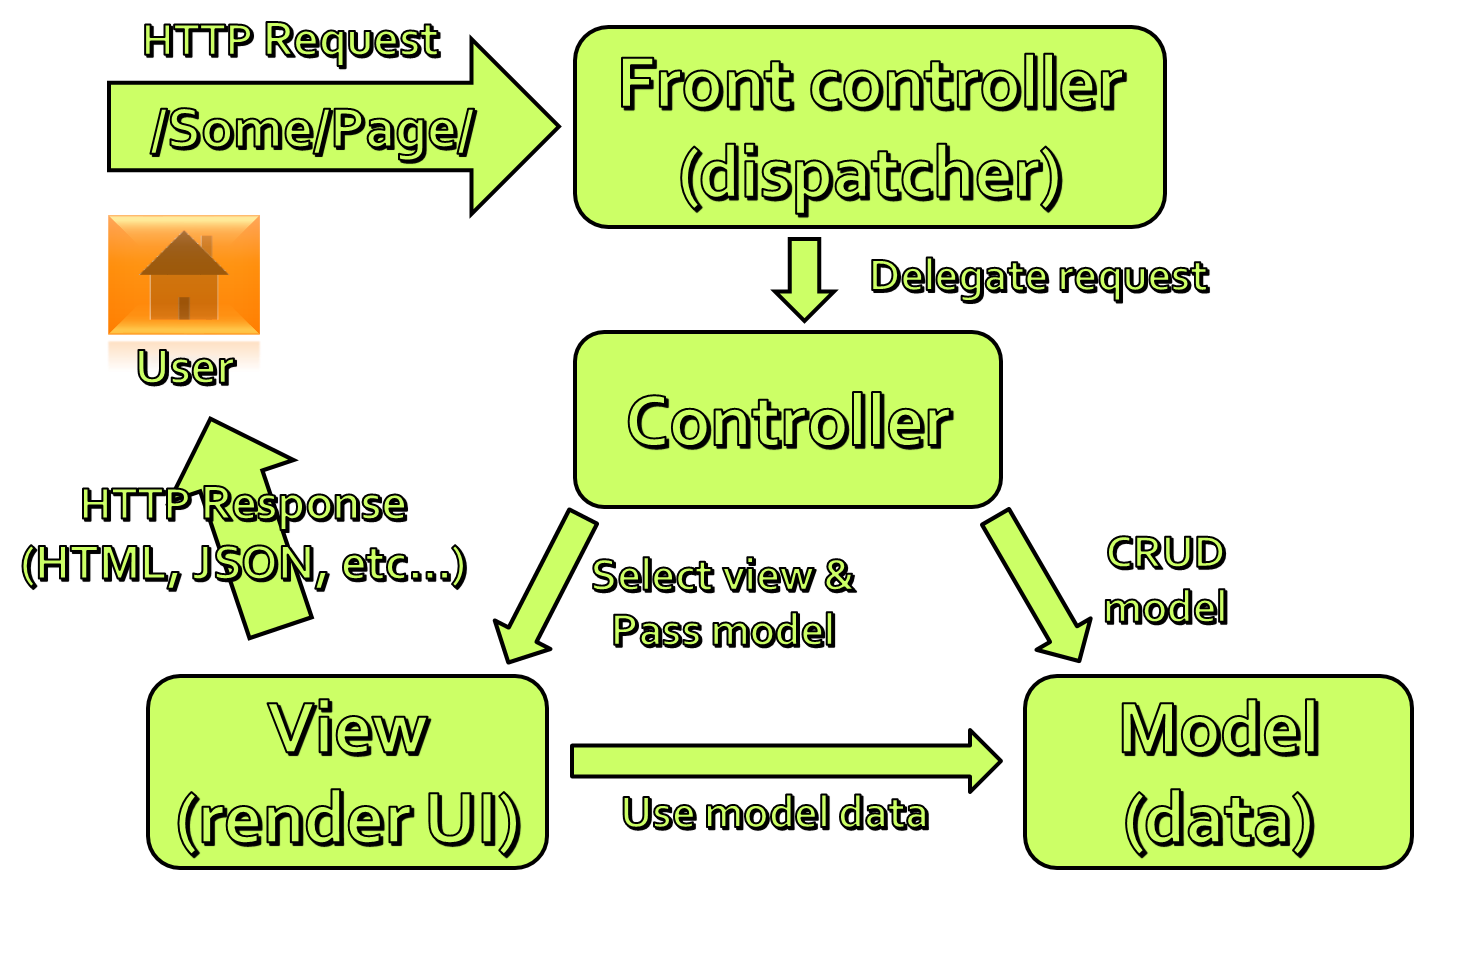 HTTP Request
/Some/Page/
Front controller
(dispatcher)
Delegate request
User
Controller
HTTP Response
(HTML, JSON, etc...)
Select view &
Pass model
CRUD
model
View
(render UI)
Use model data
Model
(data)